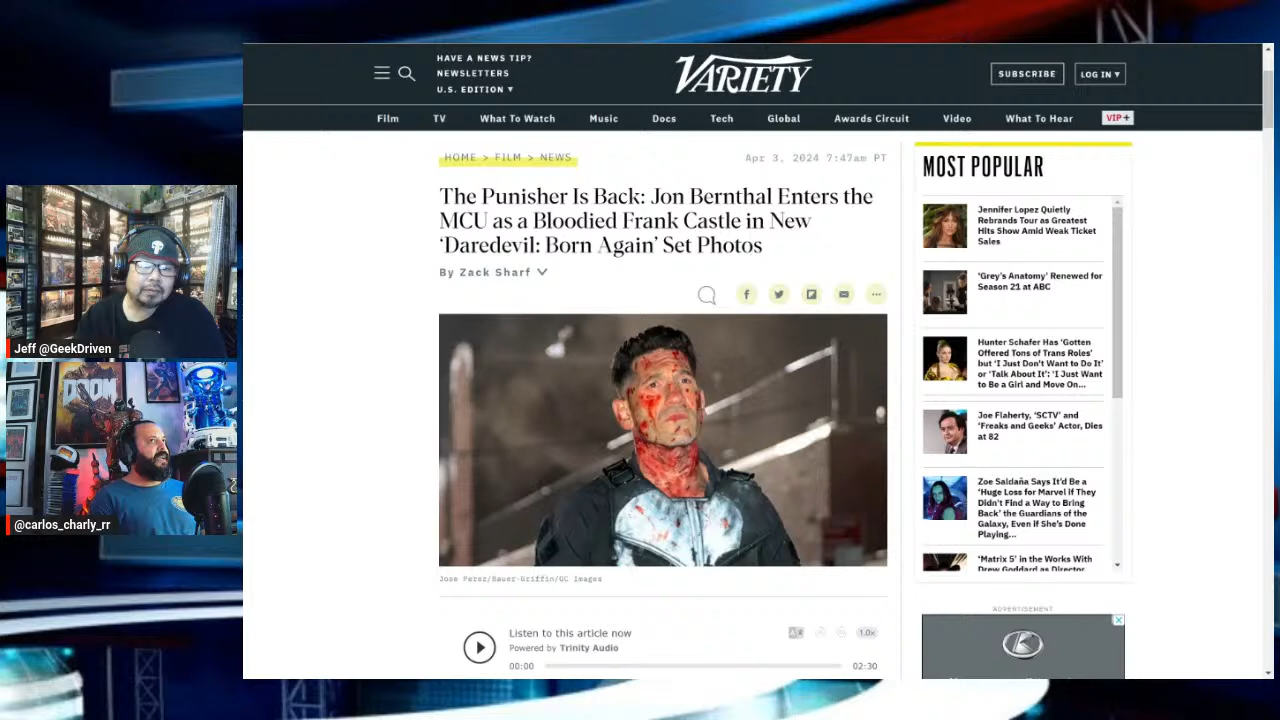 HAVE A NEWS TIP?
NEWSLETTERS
U.S. EDITION ▼
VARIETY
SUBSCRIBE
LOG IN ▼
Film TV What To Watch Music Docs Tech Global Awards Circuit Video What To Hear VIP+
HOME > FILM > NEWS
Apr 3, 2024 7:47am PT
The Punisher Is Back: Jon Bernthal Enters the
MCU as a Bloodied Frank Castle in New
‘Daredevil: Born Again’ Set Photos
By Zack Sharf
Jose Perez/Bauer-Griffin/GC Images
Listen to this article now
Powered by Trinity Audio
1.0x
00:00
02:30
MOST POPULAR
Jennifer Lopez Quietly
Rebrands Tour as Greatest
Hits Show Amid Weak Ticket
Sales
‘Grey’s Anatomy’ Renewed for
Season 21 at ABC
Hunter Schafer Has ‘Gotten
Offered Tons of Trans Roles’
but ‘I Just Don’t Want to Do It’
or ‘Talk About It’: ‘I Just Want
to Be a Girl and Move On...
Joe Flaherty, ‘SCTV’ and
‘Freaks and Geeks’ Actor, Dies
at 82
Zoe Saldaña Says It’d Be a
‘Huge Loss for Marvel If They
Didn’t Find a Way to Bring
Back’ the Guardians of the
Galaxy, Even If She’s Done
Playing...
‘Matrix 5’ in the Works With
Drew Goddard as Director
ADVERTISEMENT
Jeff @GeekDriven
DOOM
@carlos_charly_rr